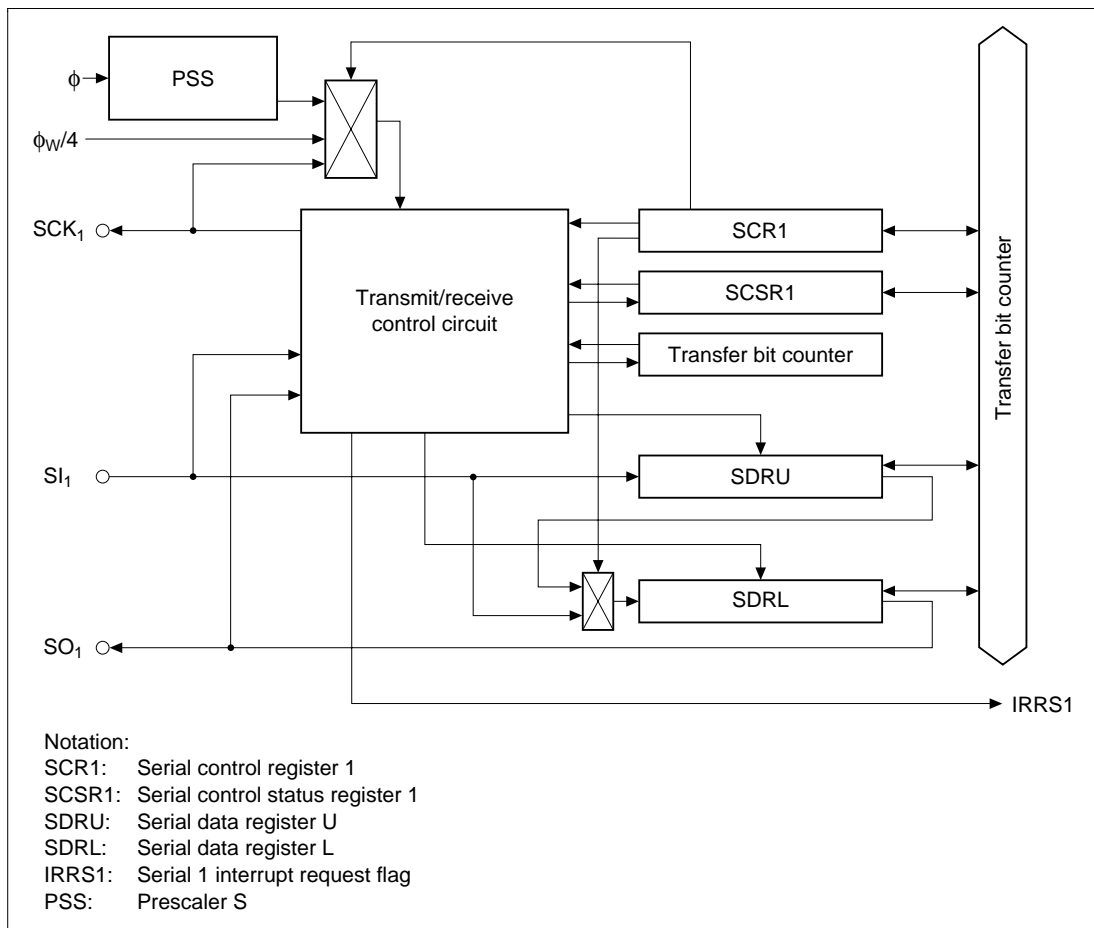 ϕ
PSS
ϕW/4
SCK1
SCR1
SCSR1
Transmit/receive
control circuit
Transfer bit counter
Transfer bit counter
SI1
SDRU
SDRL
SO1
IRRS1
Notation:
SCR1: Serial control register 1
SCSR1: Serial control status register 1
SDRU: Serial data register U
SDRL: Serial data register L
IRRS1: Serial 1 interrupt request flag
PSS: Prescaler S